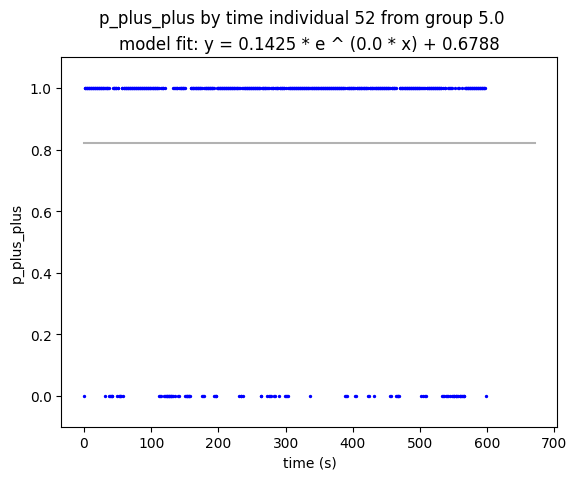 p_plus_plus by time individual 52 from group 5.0
model fit: y = 0.1425 * e ^ (0.0 * x) + 0.6788
1.0
0.8
0.6
0.4
0.2
0.0
p_plus_plus
0 100 200 300 400 500 600 700
time (s)